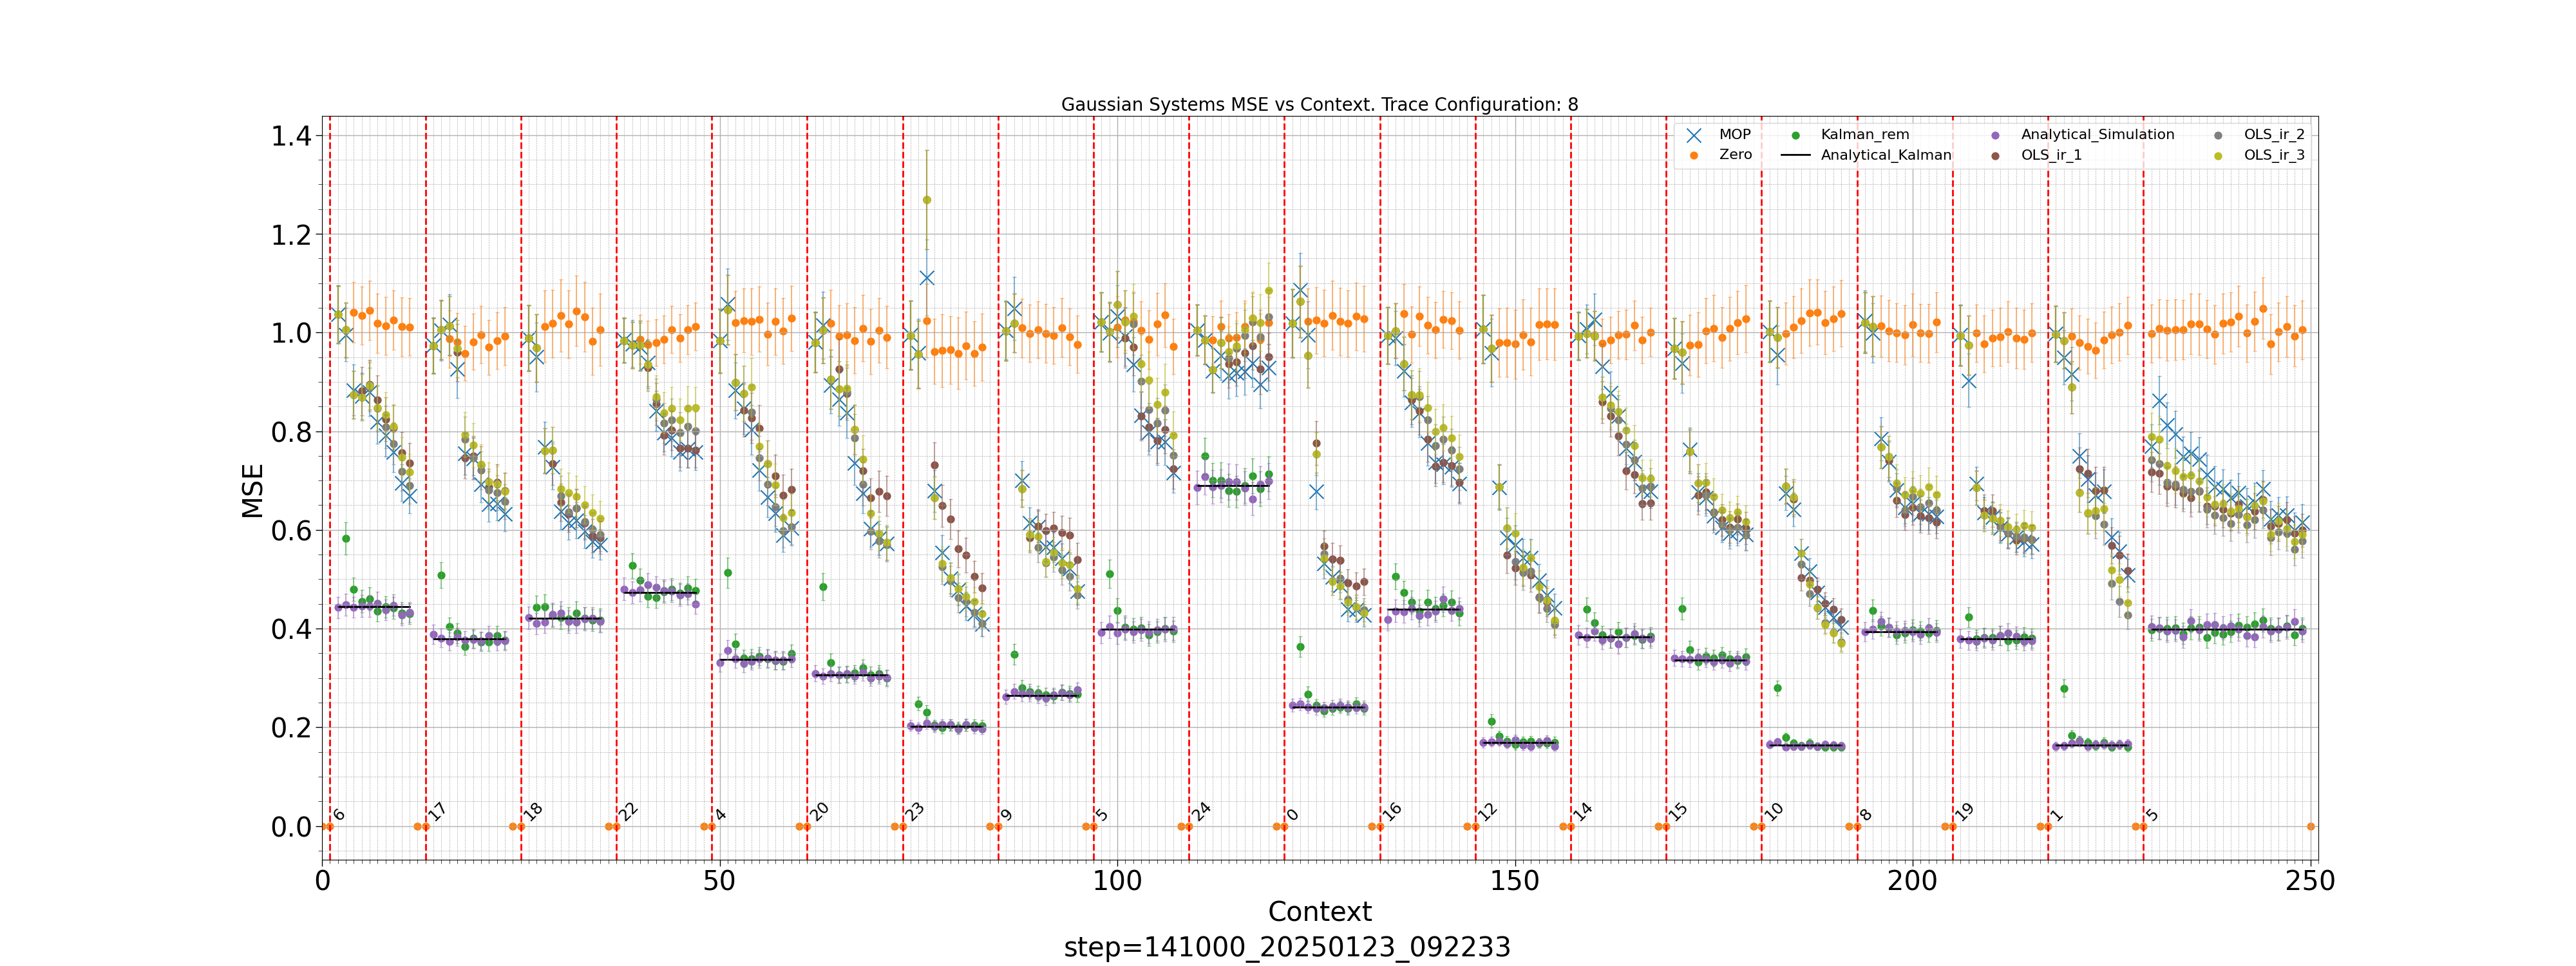 Gaussian Systems MSE vs Context. Trace Configuration: 8
MOP
Zero
Kalman_rem
Analytical_Kalman
Analytical_Simulation
OLS_ir_1
OLS_ir_2
OLS_ir_3
MSE
1.4
1.2
1.0
0.8
0.6
0.4
0.2
0.0
6 17 18 22 4 20 23 9 5 24 0 16 12 14 15 10 8 19 1 5
0 50 100 150 200 250
Context
step=141000_20250123_092233